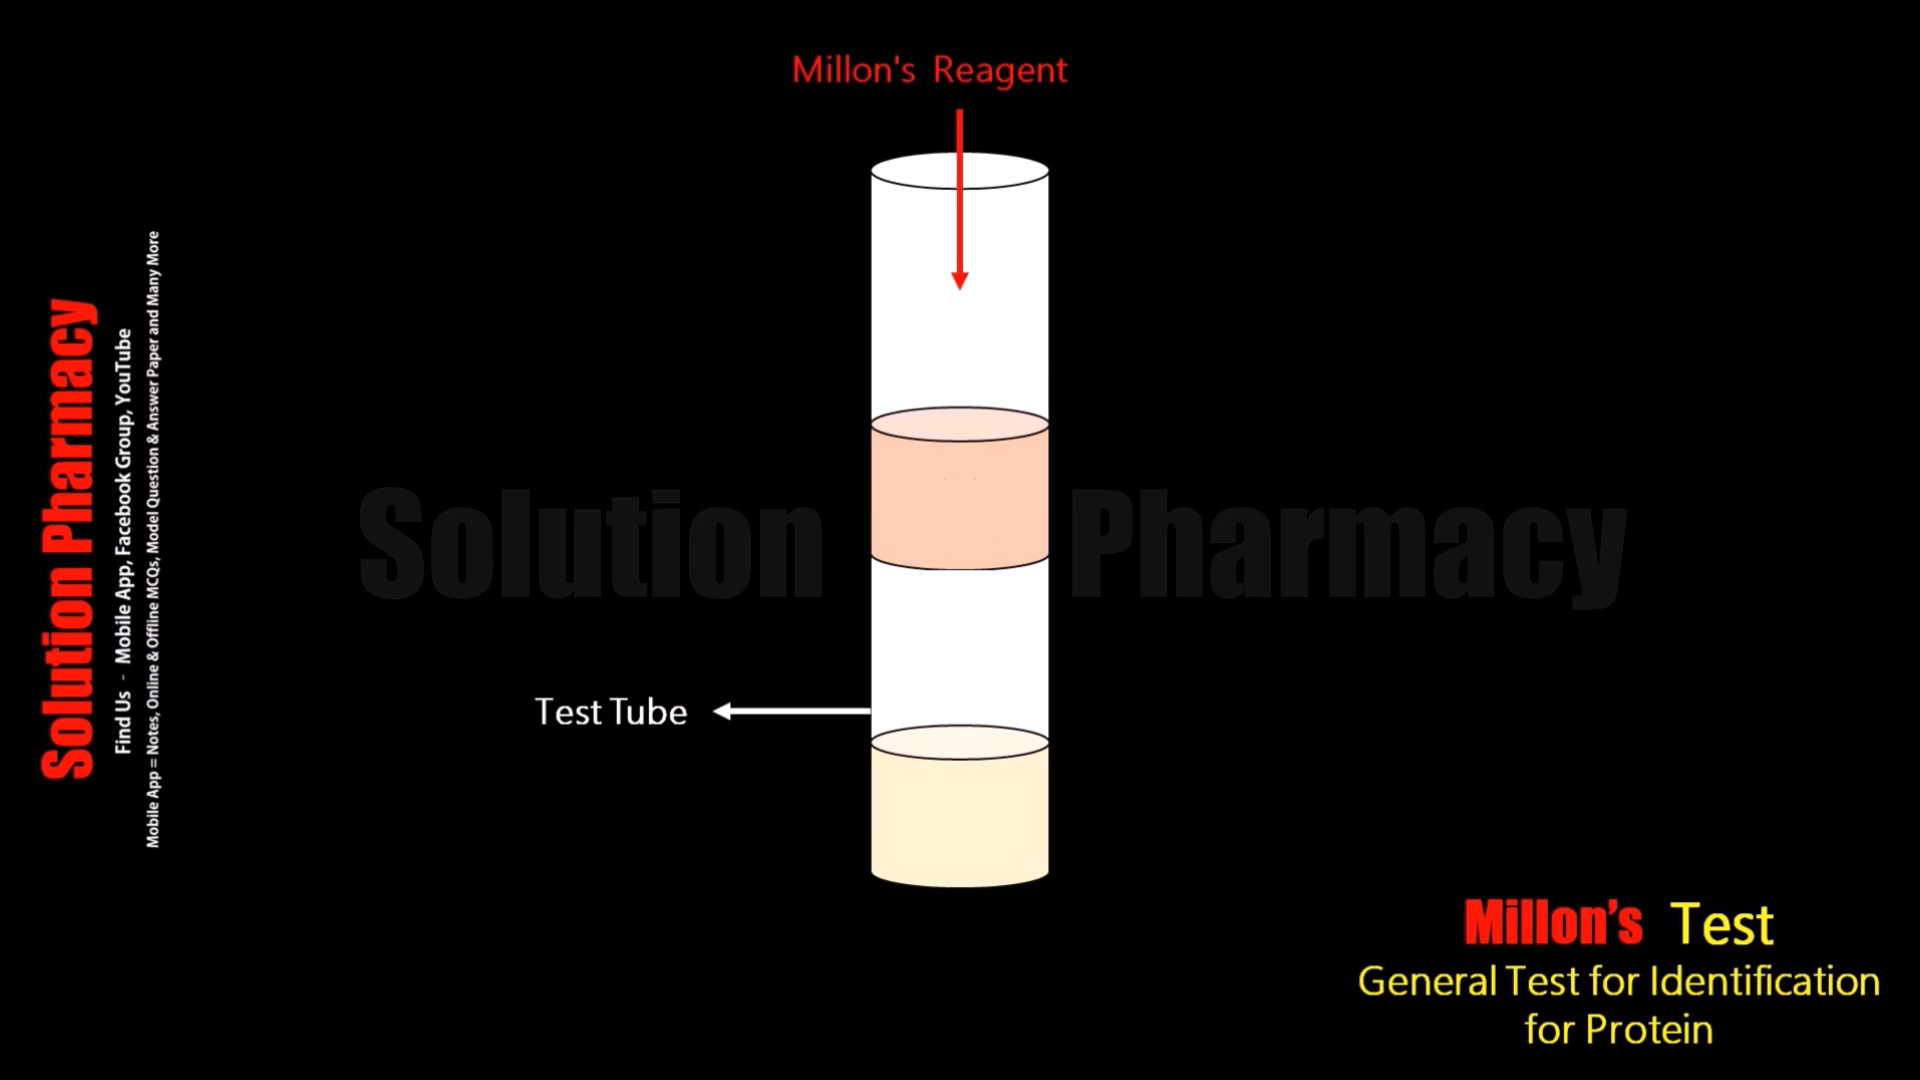 Millon's Reagent
Solution Pharmacy
Find Us - Mobile App, Facebook Group, YouTube
Mobile App = Notes, Online & Offline MCQs, Model Question & Answer Paper and Many More
Solution Pharmacy
Test Tube
Millon’s Test
General Test for Identification
for Protein